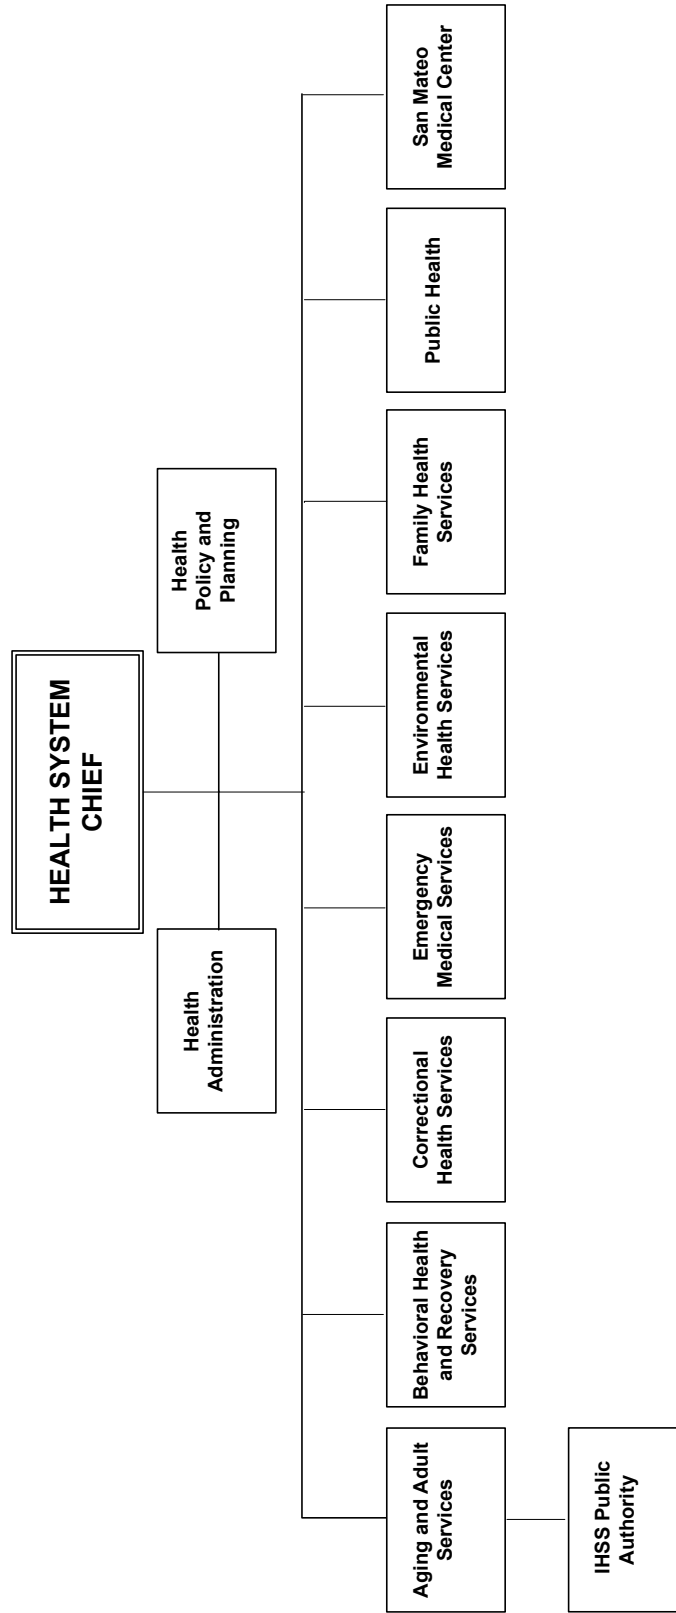 HEALTH SYSTEM
CHIEF
Health
Administration
Health
Policy and
Planning
Aging and Adult
Services
Behavioral Health
and Recovery
Services
Correctional
Health Services
Emergency
Medical Services
Environmental
Health Services
Family Health
Services
Public Health
San Mateo
Medical Center
IHSS Public
Authority